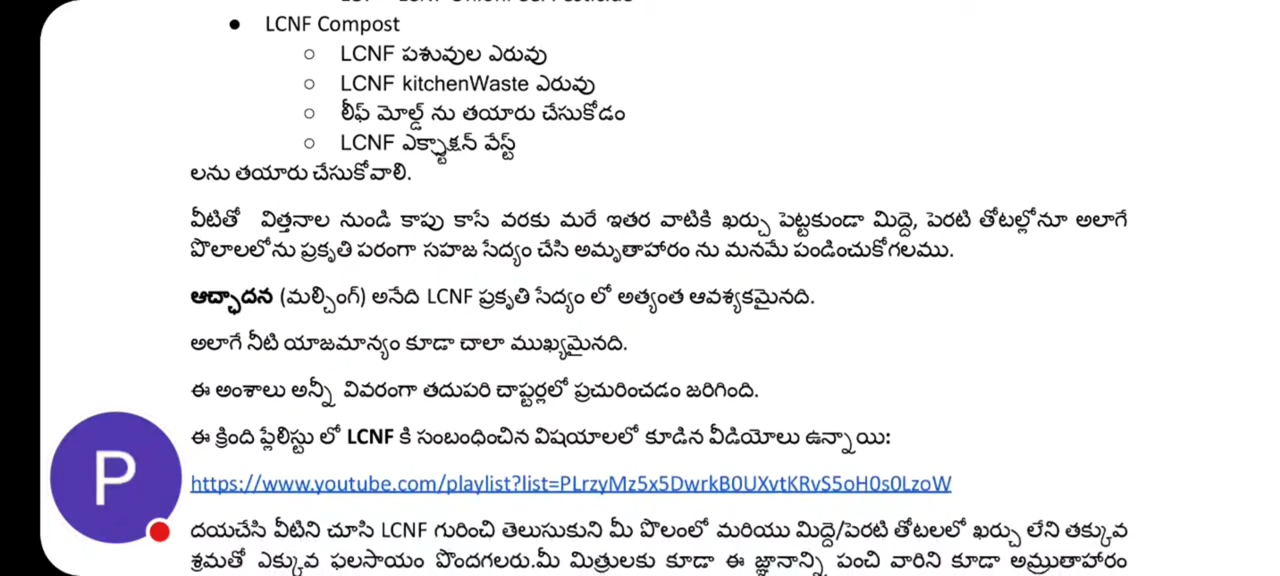 ● LCNF Compost
○ LCNF పశువుల ఎరువు
○ LCNF kitchenWaste ఎరువు
○ లీఫ్ మోల్డ్ ను తయారు చేసుకోడం
○ LCNF ఎక్స్ట్రాక్షన్ పేస్ట్
లను తయారు చేసుకోవాలి.
వీటితో విత్తనాల నుండి కాపు కాసే వరకు మరే ఇతర వాటికి ఖర్చు పెట్టకుండా మిద్దె, పెరటి తోటల్లోనూ అలాగే
పొలాలలోను ప్రకృతి పరంగా సహజ సేద్యం చేసి అమృతాహారం ను మనమే పండించుకోగలము.
ఆచ్ఛాదన (మల్చింగ్) అనేది LCNF ప్రకృతి సేద్యం లో అత్యంత ఆవశ్యకమైనది.
అలాగే నీటి యాజమాన్యం కూడా చాలా ముఖ్యమైనది.
ఈ అంశాలు అన్నీ వివరంగా తదుపరి చాప్టర్లలో ప్రచురించడం జరిగింది.
ఈ క్రింది ప్లేలిస్టు లో LCNF కి సంబంధించిన విషయాలలో కూడిన వీడియోలు ఉన్నాయి:
P
https://www.youtube.com/playlist?list=PLrzyMz5x5DwrkB0UXvtKRvS5oH0s0LzoW
దయచేసి వీటిని చూసి LCNF గురించి తెలుసుకుని మీ పొలంలో మరియు మిద్దె/పెరటి తోటలలో ఖర్చు లేని తక్కువ
శ్రమతో ఎక్కువ ఫలసాయం పొందగలరు.మీ మిత్రులకు కూడా ఈ జ్ఞానాన్ని పంచి వారిని కూడా అమ్రుతాహారం